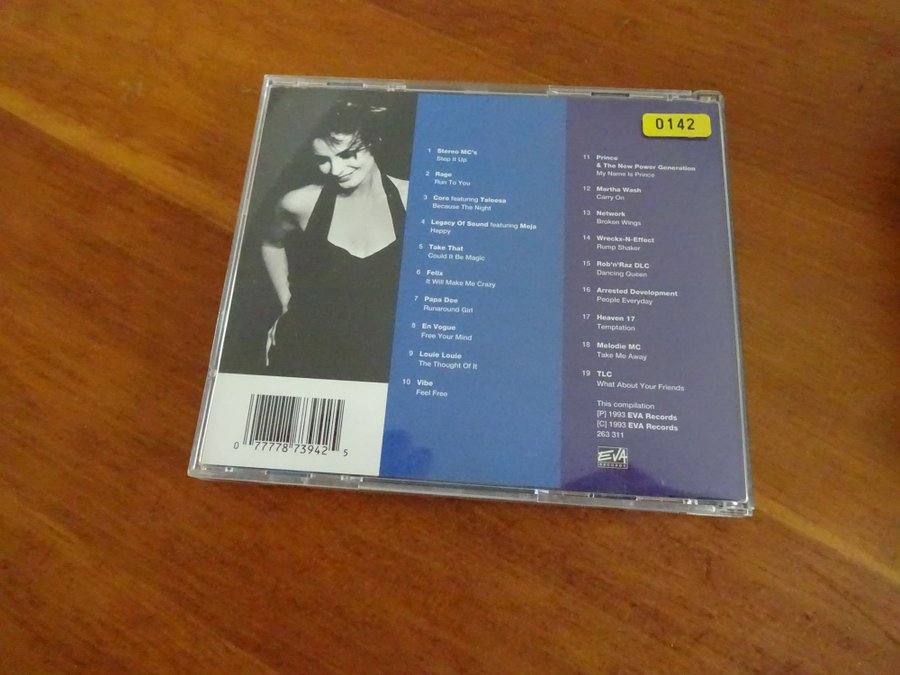 1 Stereo MC's
Step It Up
2 Rage
Run To You
3 Core featuring Taleesa
Because The Night
4 Legacy Of Sound featuring Meja
Happy
5 Take That
Could It Be Magic
6 Felix
It Will Make Me Crazy
7 Papa Dee
Runaround Girl
8 En Vogue
Free Your Mind
9 Louie Louie
The Thought Of It
10 Vibe
Feel Free
0142
11 Prince
& The New Power Generation
My Name Is Prince
12 Martha Wash
Carry On
13 Network
Broken Wings
14 Wreckx-N-Effect
Rump Shaker
15 Rob'n'Raz DLC
Dancing Queen
16 Arrested Development
People Everyday
17 Heaven 17
Temptation
18 Melodie MC
Take Me Away
19 TLC
What About Your Friends
This compilation
[P] 1993 EVA Records
[C] 1993 EVA Records
263 311
EVA
RECORDS
0 77778 73942 5